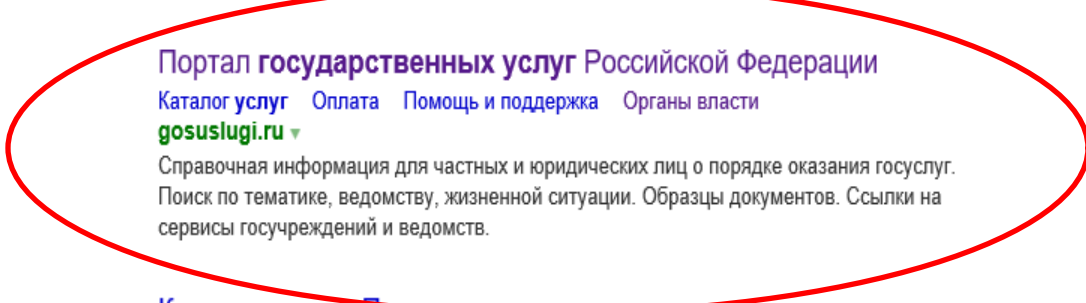 Портал государственных услуг Российской Федерации
Каталог услуг Оплата Помощь и поддержка Органы власти
gosuslugi.ru
Справочная информация для частных и юридических лиц о порядке оказания госуслуг.
Поиск по тематике, ведомству, жизненной ситуации. Образцы документов. Ссылки на
сервисы госучреждений и ведомств.